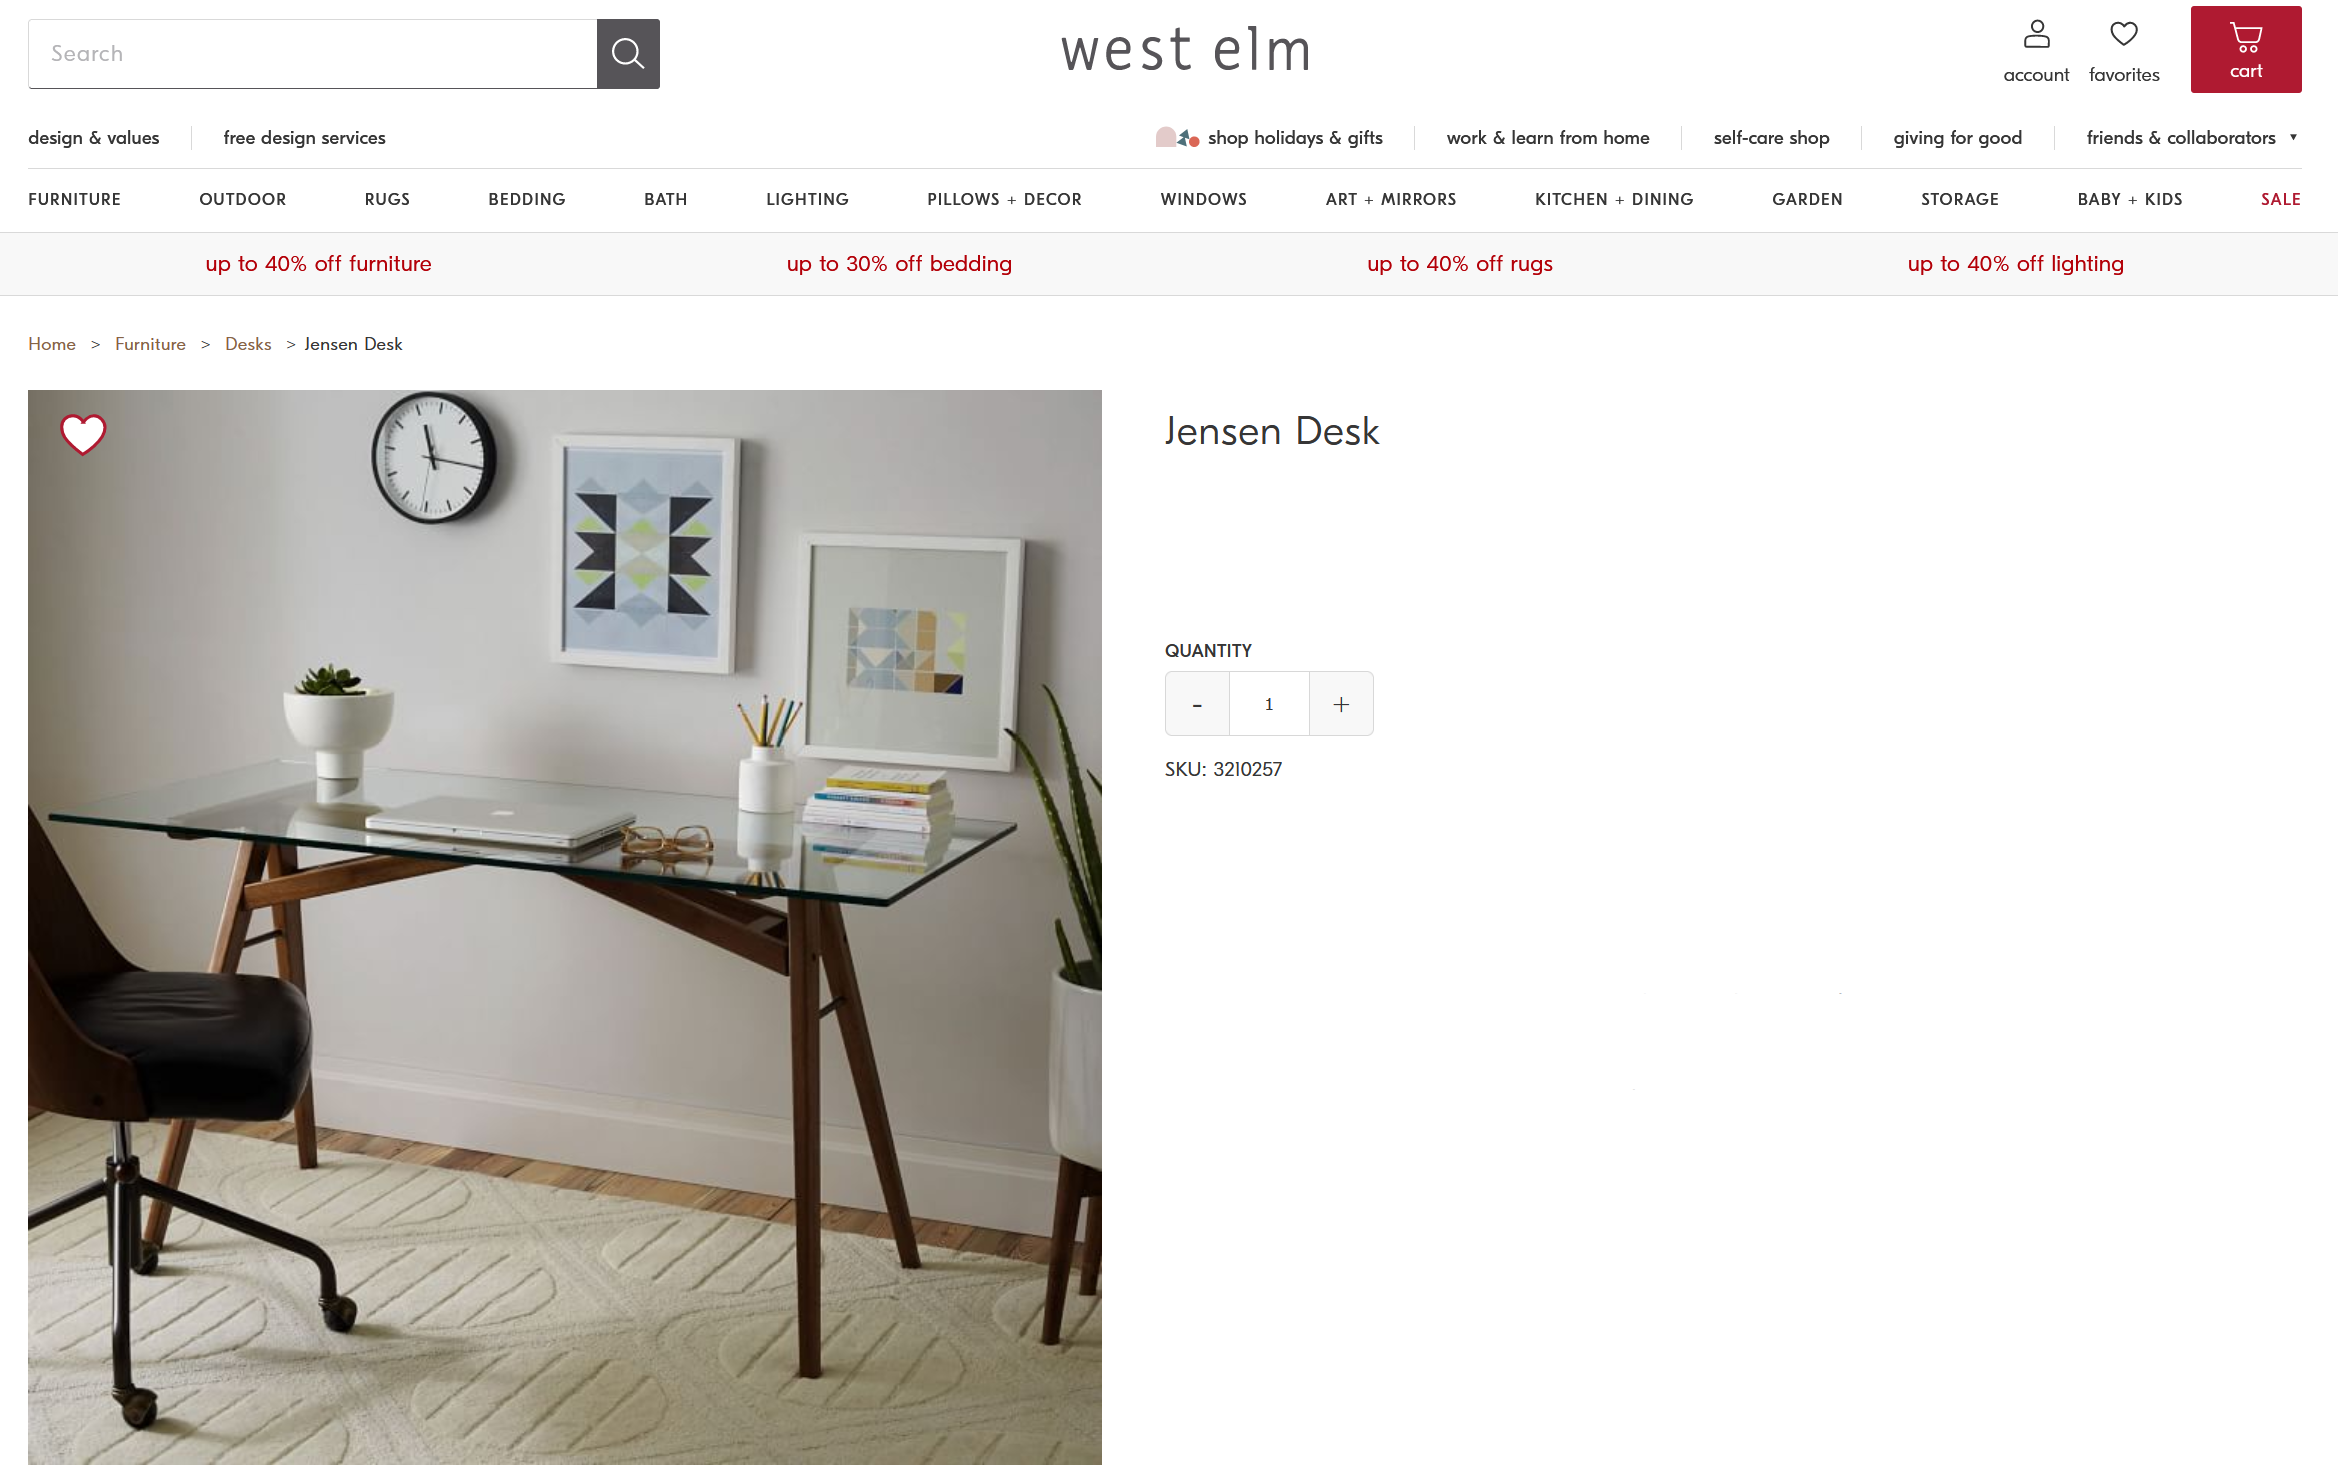 Search
west elm
account
favorites
cart
design & values
free design services
shop holidays & gifts
work & learn from home
self-care shop
giving for good
friends & collaborators
FURNITURE
OUTDOOR
RUGS
BEDDING
BATH
LIGHTING
PILLOWS + DECOR
WINDOWS
ART + MIRRORS
KITCHEN + DINING
GARDEN
STORAGE
BABY + KIDS
SALE
up to 40% off furniture
up to 30% off bedding
up to 40% off rugs
up to 40% off lighting
Home > Furniture > Desks > Jensen Desk
Jensen Desk
QUANTITY
- 1 +
SKU: 3210257